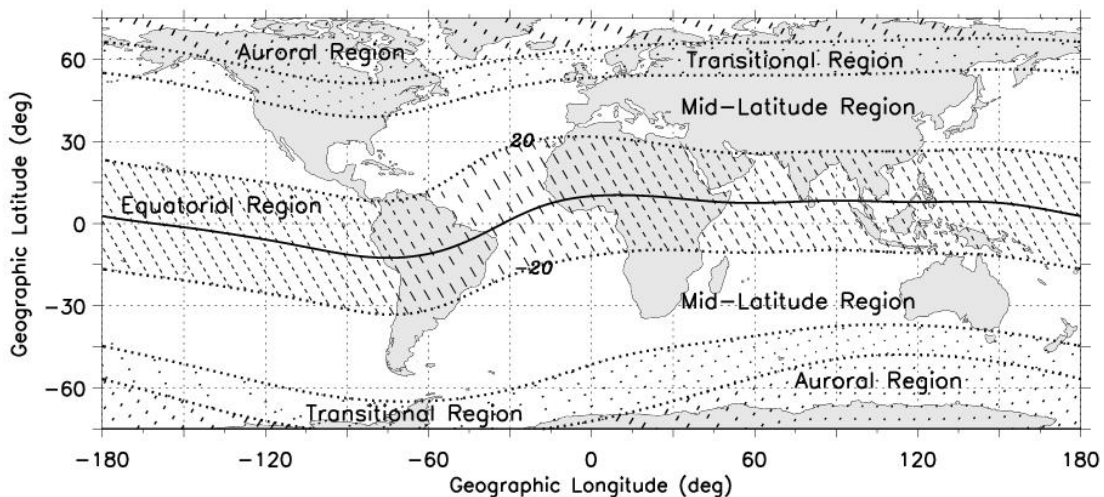 Auroral Region
60
Transitional Region
Mid-Latitude Region
30
20
Equatorial Region
0
-20
-30
Mid-Latitude Region
Auroral Region
-60
Transitional Region
-180 -120 -60 0 60 120 180
Geographic Longitude (deg)
Geographic Latitude (deg)